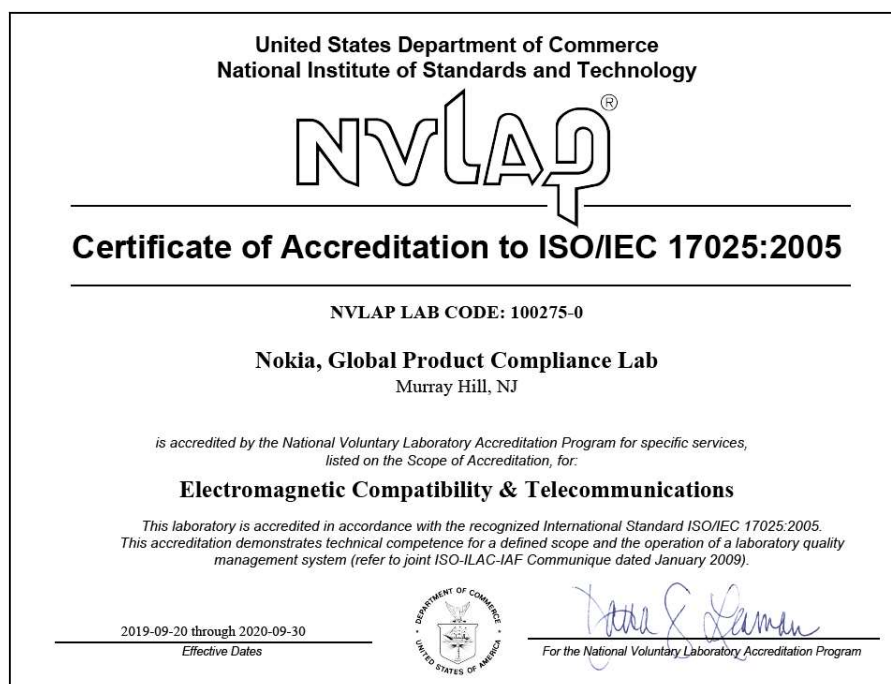 United States Department of Commerce
National Institute of Standards and Technology
NVLAP®
Certificate of Accreditation to ISO/IEC 17025:2005
NVLAP LAB CODE: 100275-0
Nokia, Global Product Compliance Lab
Murray Hill, NJ
is accredited by the National Voluntary Laboratory Accreditation Program for specific services,
listed on the Scope of Accreditation, for:
Electromagnetic Compatibility & Telecommunications
This laboratory is accredited in accordance with the recognized International Standard ISO/IEC 17025:2005.
This accreditation demonstrates technical competence for a defined scope and the operation of a laboratory quality
management system (refer to joint ISO-ILAC-IAF Communique dated January 2009).
2019-09-20 through 2020-09-30
Effective Dates
DEPARTMENT OF COMMERCE
UNITED STATES OF AMERICA
For the National Voluntary Laboratory Accreditation Program